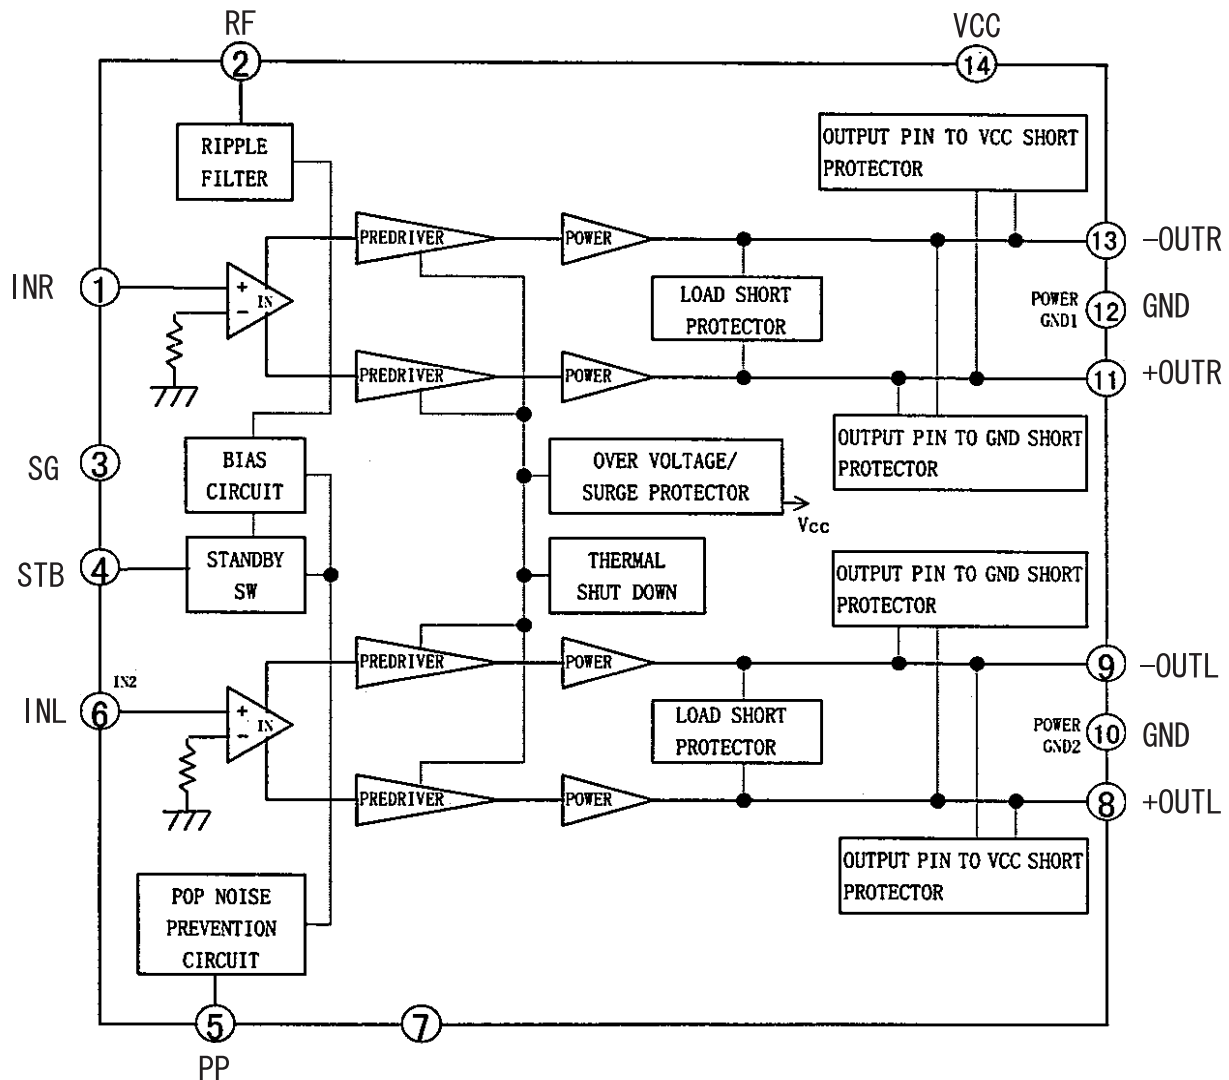 RF
VCC
2
14
RIPPLE
FILTER
OUTPUT PIN TO VCC SHORT
PROTECTOR
PREDRIVER
POWER
13
-OUTR
INR
1
+
IN
-
LOAD SHORT
PROTECTOR
POWER
GND1
12
GND
PREDRIVER
POWER
11
+OUTR
SG
3
BIAS
CIRCUIT
OVER VOLTAGE/
SURGE PROTECTOR
Vcc
OUTPUT PIN TO GND SHORT
PROTECTOR
STB
4
STANDBY
SW
THERMAL
SHUT DOWN
OUTPUT PIN TO GND SHORT
PROTECTOR
PREDRIVER
POWER
9
-OUTL
INL
6
IN2
+
IN
-
LOAD SHORT
PROTECTOR
POWER
GND2
10
GND
PREDRIVER
POWER
8
+OUTL
OUTPUT PIN TO VCC SHORT
PROTECTOR
POP NOISE
PREVENTION
CIRCUIT
5
7
PP